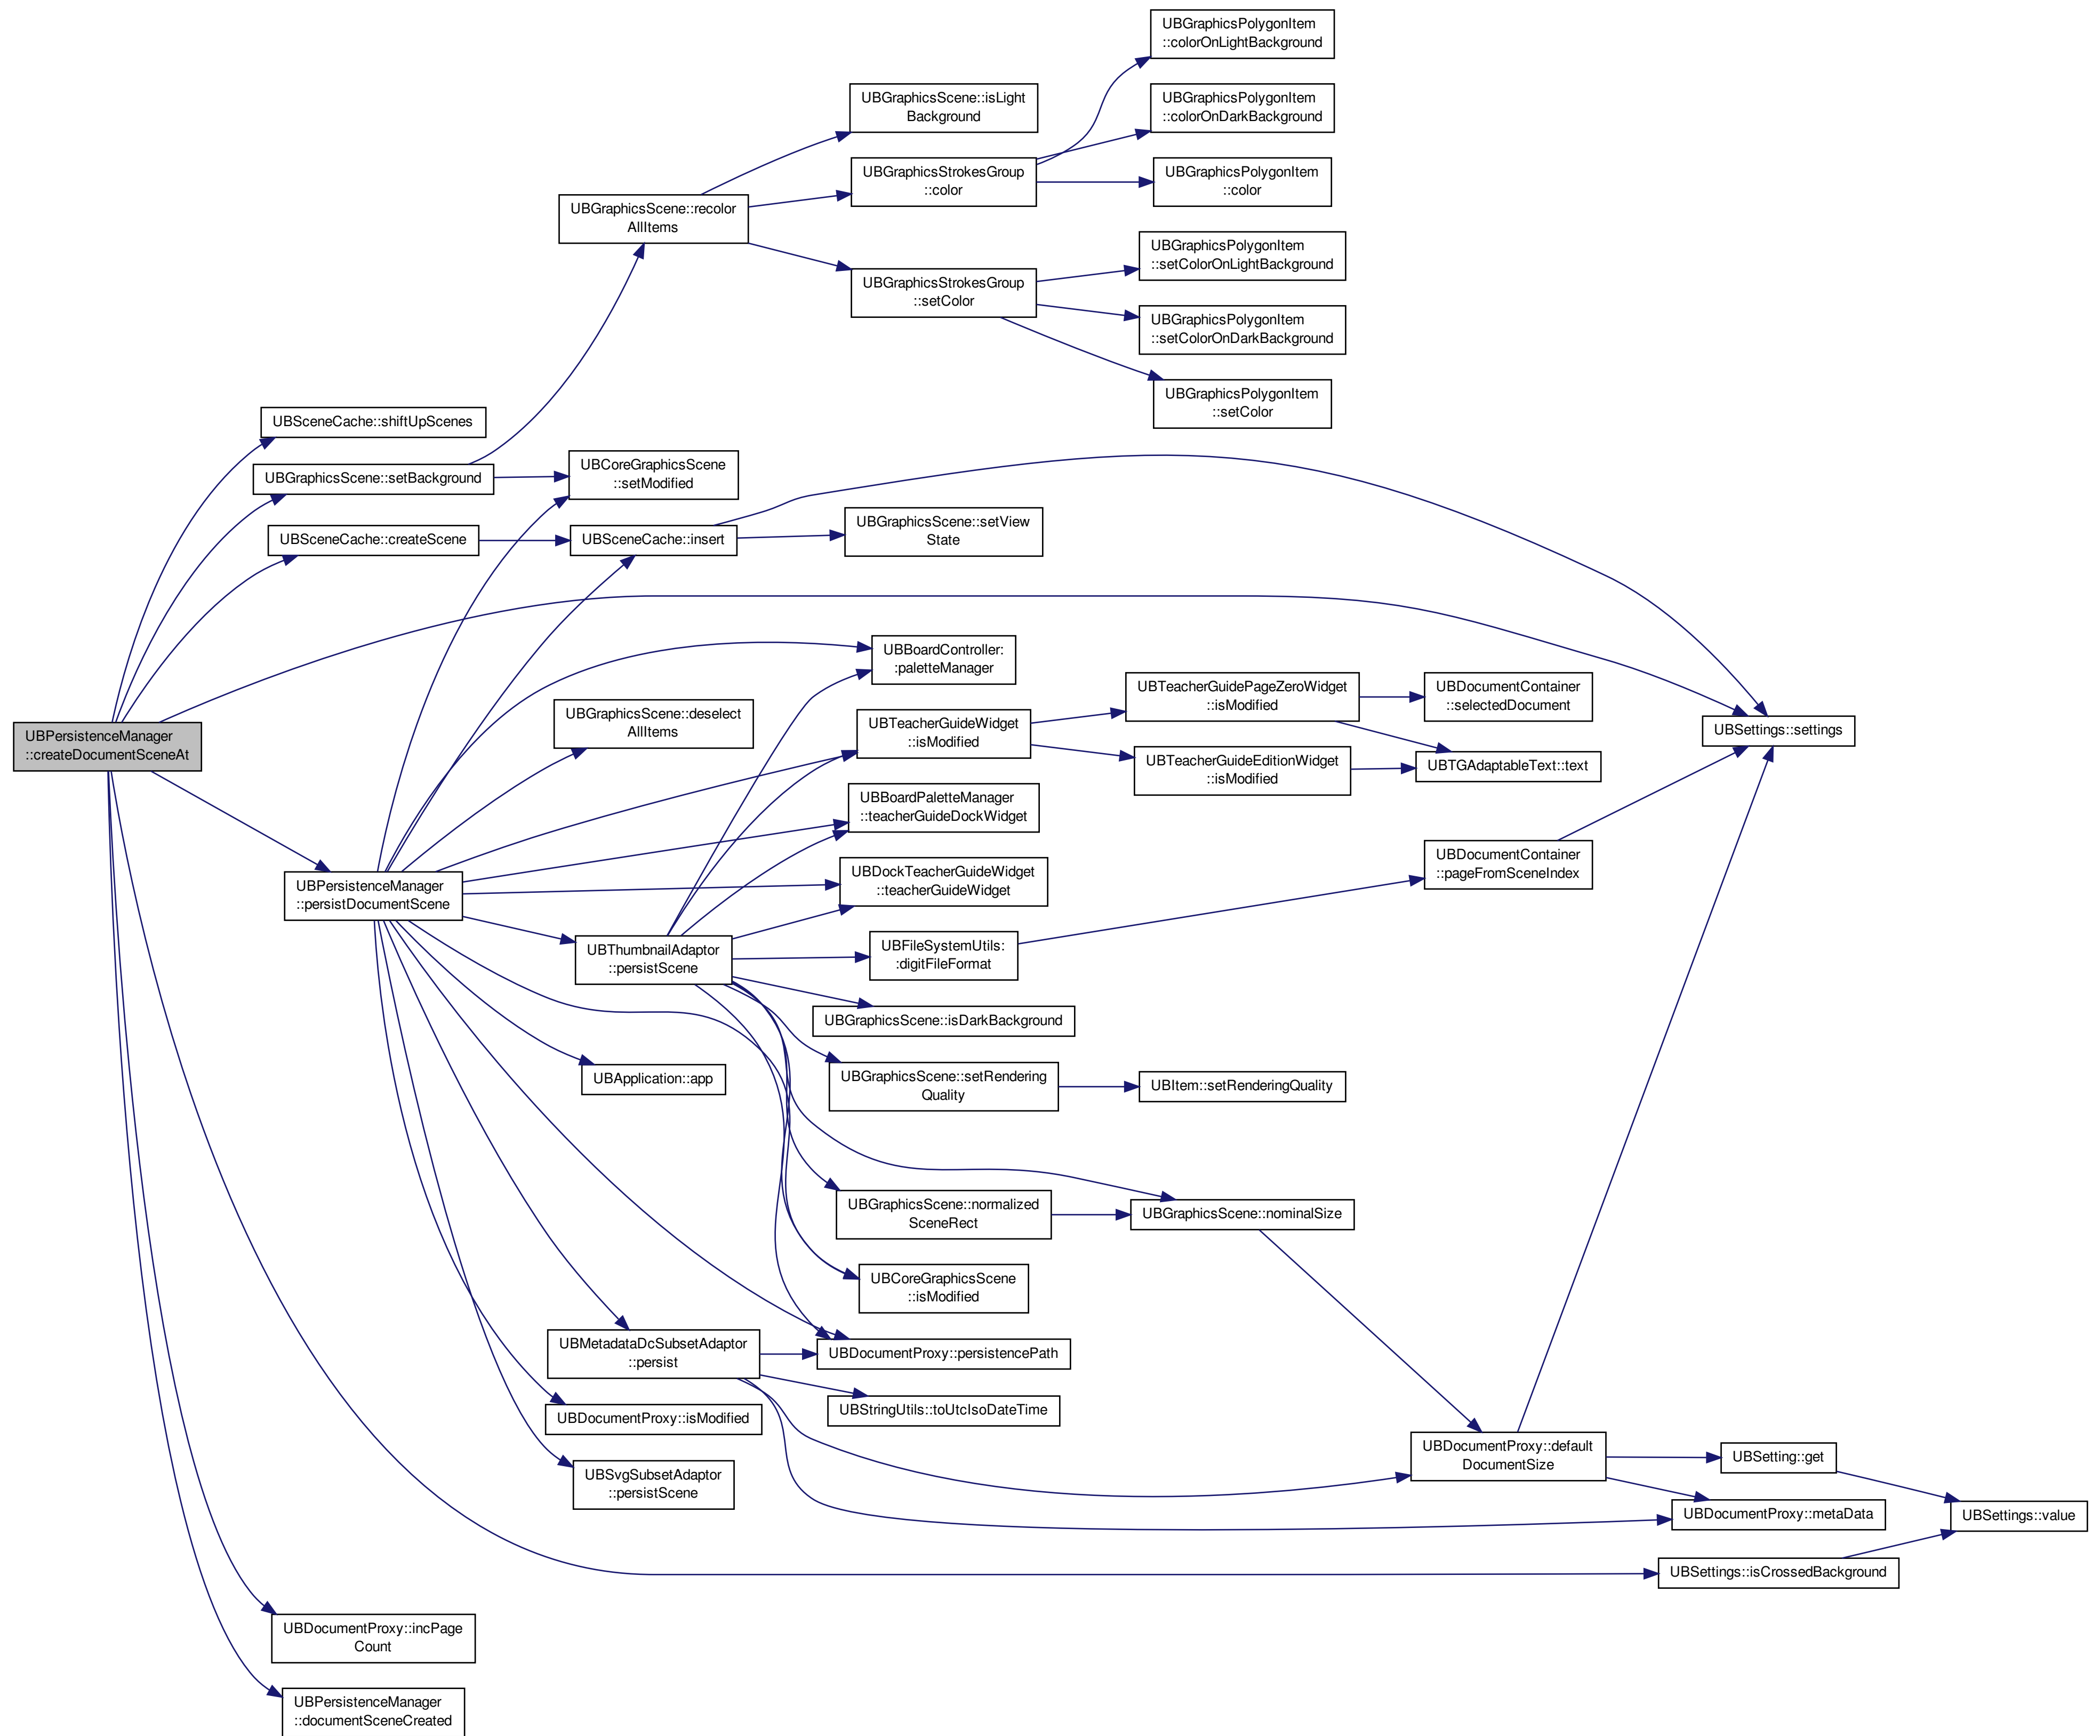 UBGraphicsPolygonItem
::colorOnLightBackground
UBGraphicsScene::isLight
Background
UBGraphicsPolygonItem
::colorOnDarkBackground
UBGraphicsStrokesGroup
::color
UBGraphicsPolygonItem
::color
UBGraphicsScene::recolor
AllItems
UBGraphicsPolygonItem
::setColorOnLightBackground
UBGraphicsStrokesGroup
::setColor
UBGraphicsPolygonItem
::setColorOnDarkBackground
UBGraphicsPolygonItem
::setColor
UBSceneCache::shiftUpScenes
UBGraphicsScene::setBackground
UBCoreGraphicsScene
::setModified
UBSceneCache::createScene
UBSceneCache::insert
UBGraphicsScene::setView
State
UBBoardController:
:paletteManager
UBTeacherGuidePageZeroWidget
::isModified
UBDocumentContainer
::selectedDocument
UBGraphicsScene::deselect
AllItems
UBTeacherGuideWidget
::isModified
UBSettings::settings
UBPersistenceManager
::createDocumentSceneAt
UBTeacherGuideEditionWidget
::isModified
UBTGAdaptableText::text
UBBoardPaletteManager
::teacherGuideDockWidget
UBDocumentContainer
::pageFromSceneIndex
UBPersistenceManager
::persistDocumentScene
UBDockTeacherGuideWidget
::teacherGuideWidget
UBThumbnailAdaptor
::persistScene
UBFileSystemUtils:
:digitFileFormat
UBGraphicsScene::isDarkBackground
UBApplication::app
UBGraphicsScene::setRendering
Quality
UBItem::setRenderingQuality
UBGraphicsScene::normalized
SceneRect
UBGraphicsScene::nominalSize
UBCoreGraphicsScene
::isModified
UBMetadataDcSubsetAdaptor
::persist
UBDocumentProxy::persistencePath
UBStringUtils::toUtcIsoDateTime
UBDocumentProxy::isModified
UBDocumentProxy::default
DocumentSize
UBSetting::get
UBSvgSubsetAdaptor
::persistScene
UBDocumentProxy::metaData
UBSettings::value
UBSettings::isCrossedBackground
UBDocumentProxy::incPage
Count
UBPersistenceManager
::documentSceneCreated